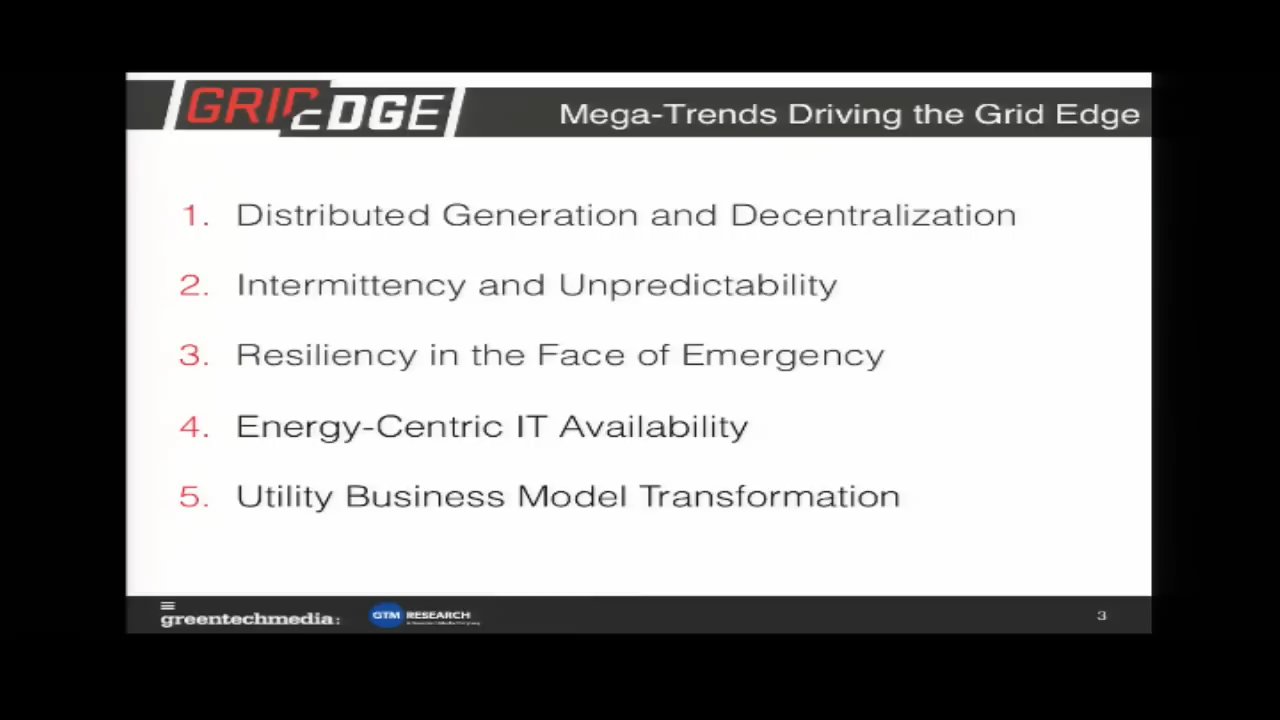 GRID EDGE
Mega-Trends Driving the Grid Edge
1. Distributed Generation and Decentralization
2. Intermittency and Unpredictability
3. Resiliency in the Face of Emergency
4. Energy-Centric IT Availability
5. Utility Business Model Transformation
greentechmedia:
GTM RESEARCH
3